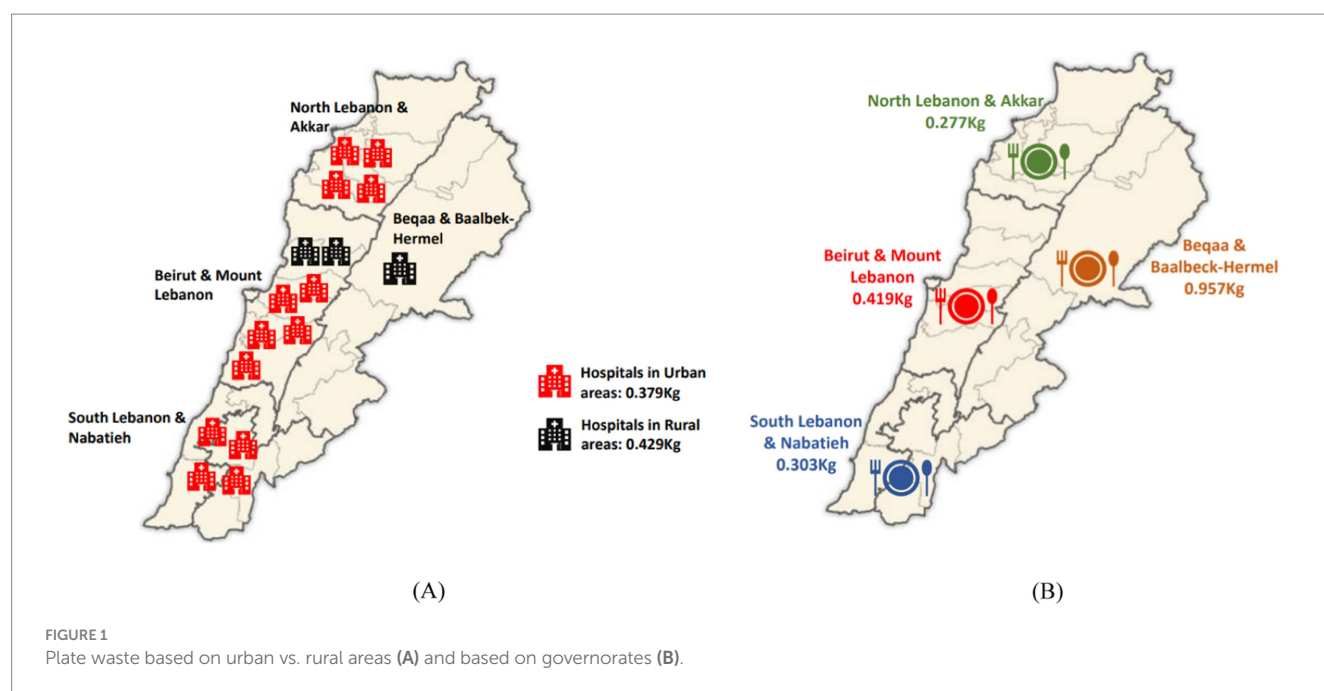 North Lebanon &
Akkar
Beqaa & Baalbek-
Hermel
Beirut & Mount
Lebanon
South Lebanon &
Nabatieh
Hospitals in Urban
areas: 0.379Kg
Hospitals in Rural
areas: 0.429Kg
(A)
North Lebanon & Akkar
0.277Kg
Beirut & Mount
Lebanon
0.419Kg
Beqaa &
Baalbeck-Hermel
0.957Kg
South Lebanon
& Nabatieh
0.303Kg
(B)
FIGURE 1
Plate waste based on urban vs. rural areas (A) and based on governorates (B).